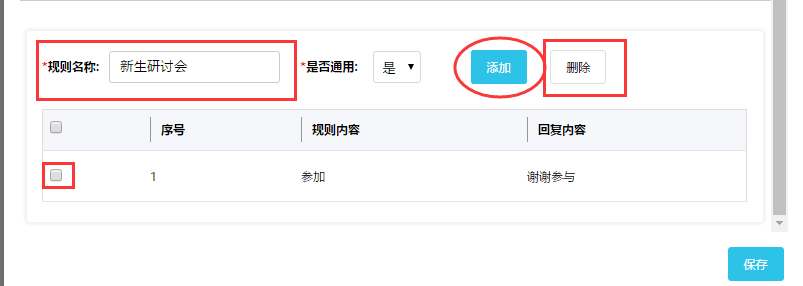 *规则名称: 新生研讨会 *是否通用: 是 添加 删除
序号 规则内容 回复内容
1 参加 谢谢参与
保存